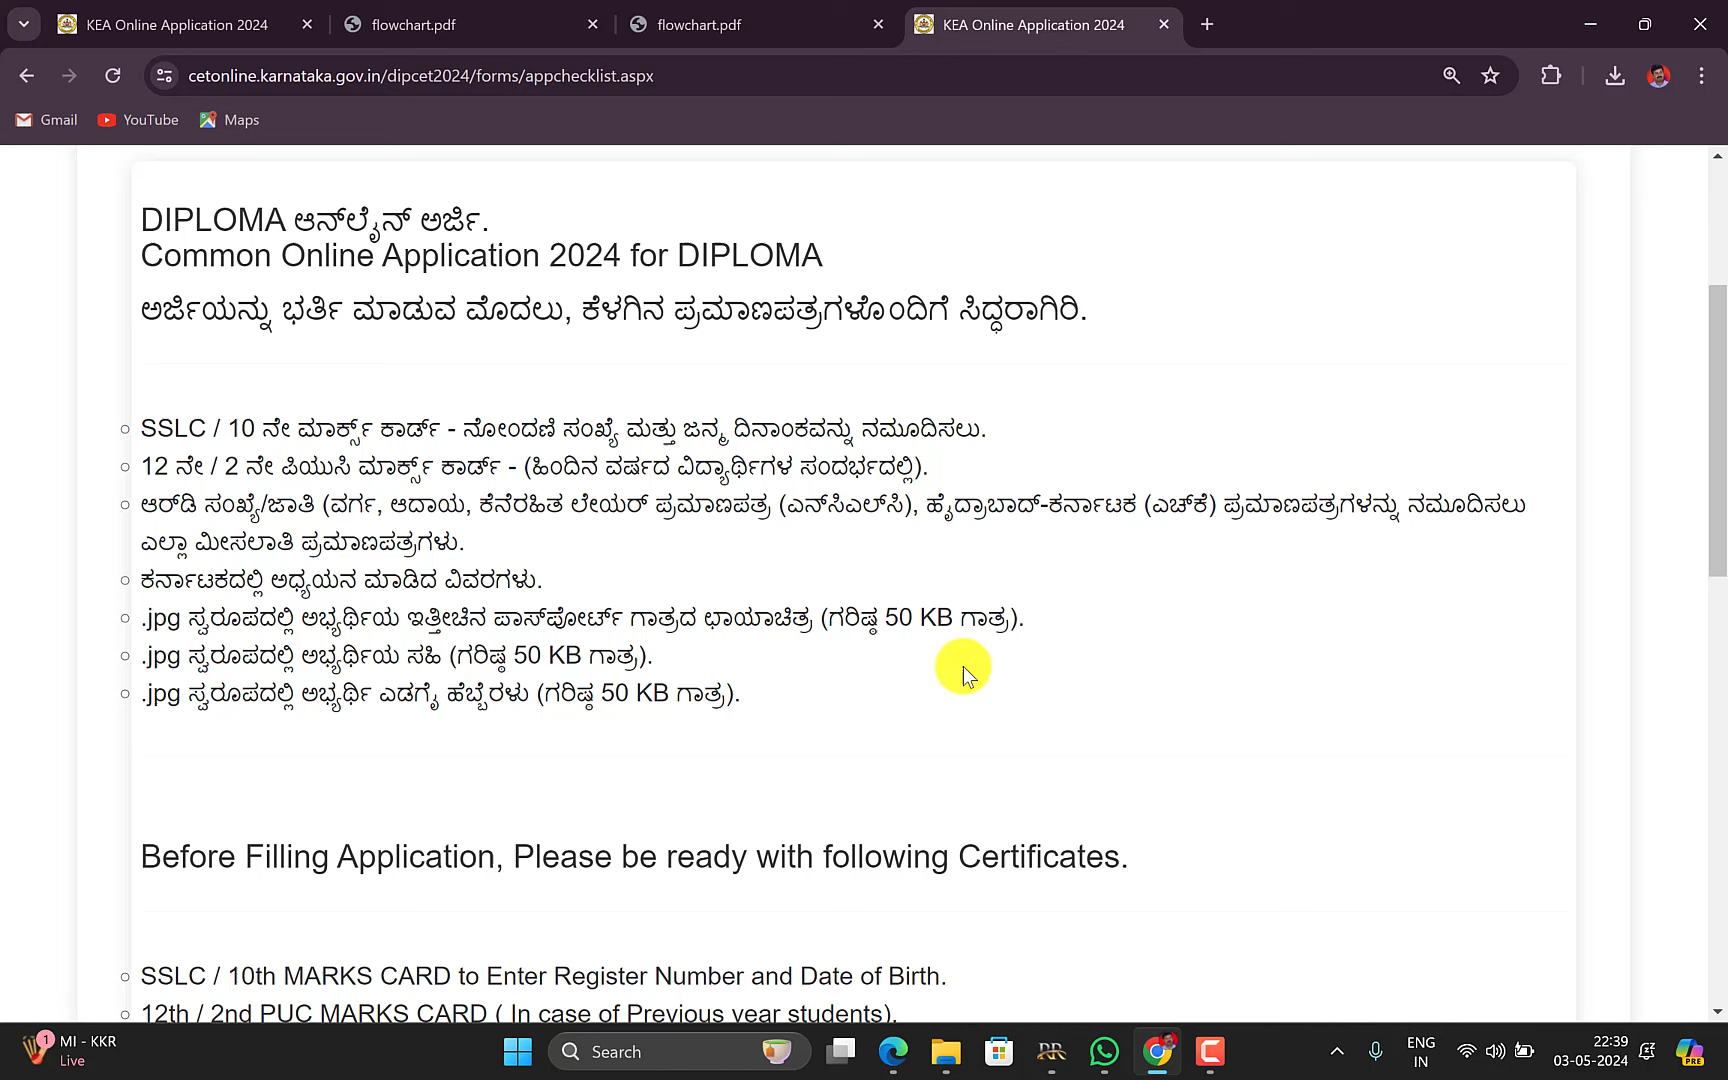 KEA Online Application 2024
flowchart.pdf
flowchart.pdf
KEA Online Application 2024
cetonline.karnataka.gov.in/dipcet2024/forms/appchecklist.aspx
Gmail
YouTube
Maps
DIPLOMA ಆನ್‌ಲೈನ್ ಅರ್ಜಿ.
Common Online Application 2024 for DIPLOMA
ಅರ್ಜಿಯನ್ನು ಭರ್ತಿ ಮಾಡುವ ಮೊದಲು, ಕೆಳಗಿನ ಪ್ರಮಾಣಪತ್ರಗಳೊಂದಿಗೆ ಸಿದ್ಧರಾಗಿರಿ.
SSLC / 10 ನೇ ಮಾರ್ಕ್ಸ್ ಕಾರ್ಡ್ - ನೋಂದಣಿ ಸಂಖ್ಯೆ ಮತ್ತು ಜನ್ಮ ದಿನಾಂಕವನ್ನು ನಮೂದಿಸಲು.
12 ನೇ / 2 ನೇ ಪಿಯುಸಿ ಮಾರ್ಕ್ಸ್ ಕಾರ್ಡ್ - (ಹಿಂದಿನ ವರ್ಷದ ವಿದ್ಯಾರ್ಥಿಗಳ ಸಂದರ್ಭದಲ್ಲಿ).
ಆರ್‌ಡಿ ಸಂಖ್ಯೆ/ಜಾತಿ (ವರ್ಗ, ಆದಾಯ, ಕೆನೆರಹಿತ ಲೇಯರ್ ಪ್ರಮಾಣಪತ್ರ (ಎನ್‌ಸಿಎಲ್‌ಸಿ), ಹೈದ್ರಾಬಾದ್-ಕರ್ನಾಟಕ (ಎಚ್‌ಕೆ) ಪ್ರಮಾಣಪತ್ರಗಳನ್ನು ನಮೂದಿಸಲು
ಎಲ್ಲಾ ಮೀಸಲಾತಿ ಪ್ರಮಾಣಪತ್ರಗಳು.
ಕರ್ನಾಟಕದಲ್ಲಿ ಅಧ್ಯಯನ ಮಾಡಿದ ವಿವರಗಳು.
.jpg ಸ್ವರೂಪದಲ್ಲಿ ಅಭ್ಯರ್ಥಿಯ ಇತ್ತೀಚಿನ ಪಾಸ್‌ಪೋರ್ಟ್ ಗಾತ್ರದ ಛಾಯಾಚಿತ್ರ (ಗರಿಷ್ಠ 50 KB ಗಾತ್ರ).
.jpg ಸ್ವರೂಪದಲ್ಲಿ ಅಭ್ಯರ್ಥಿಯ ಸಹಿ (ಗರಿಷ್ಠ 50 KB ಗಾತ್ರ).
.jpg ಸ್ವರೂಪದಲ್ಲಿ ಅಭ್ಯರ್ಥಿ ಎಡಗೈ ಹೆಬ್ಬೆರಳು (ಗರಿಷ್ಠ 50 KB ಗಾತ್ರ).
Before Filling Application, Please be ready with following Certificates.
SSLC / 10th MARKS CARD to Enter Register Number and Date of Birth.
12th / 2nd PUC MARKS CARD ( In case of Previous year students).
1
MI - KKR
Live
Search
RR
ENG
IN
22:39
03-05-2024
PRE